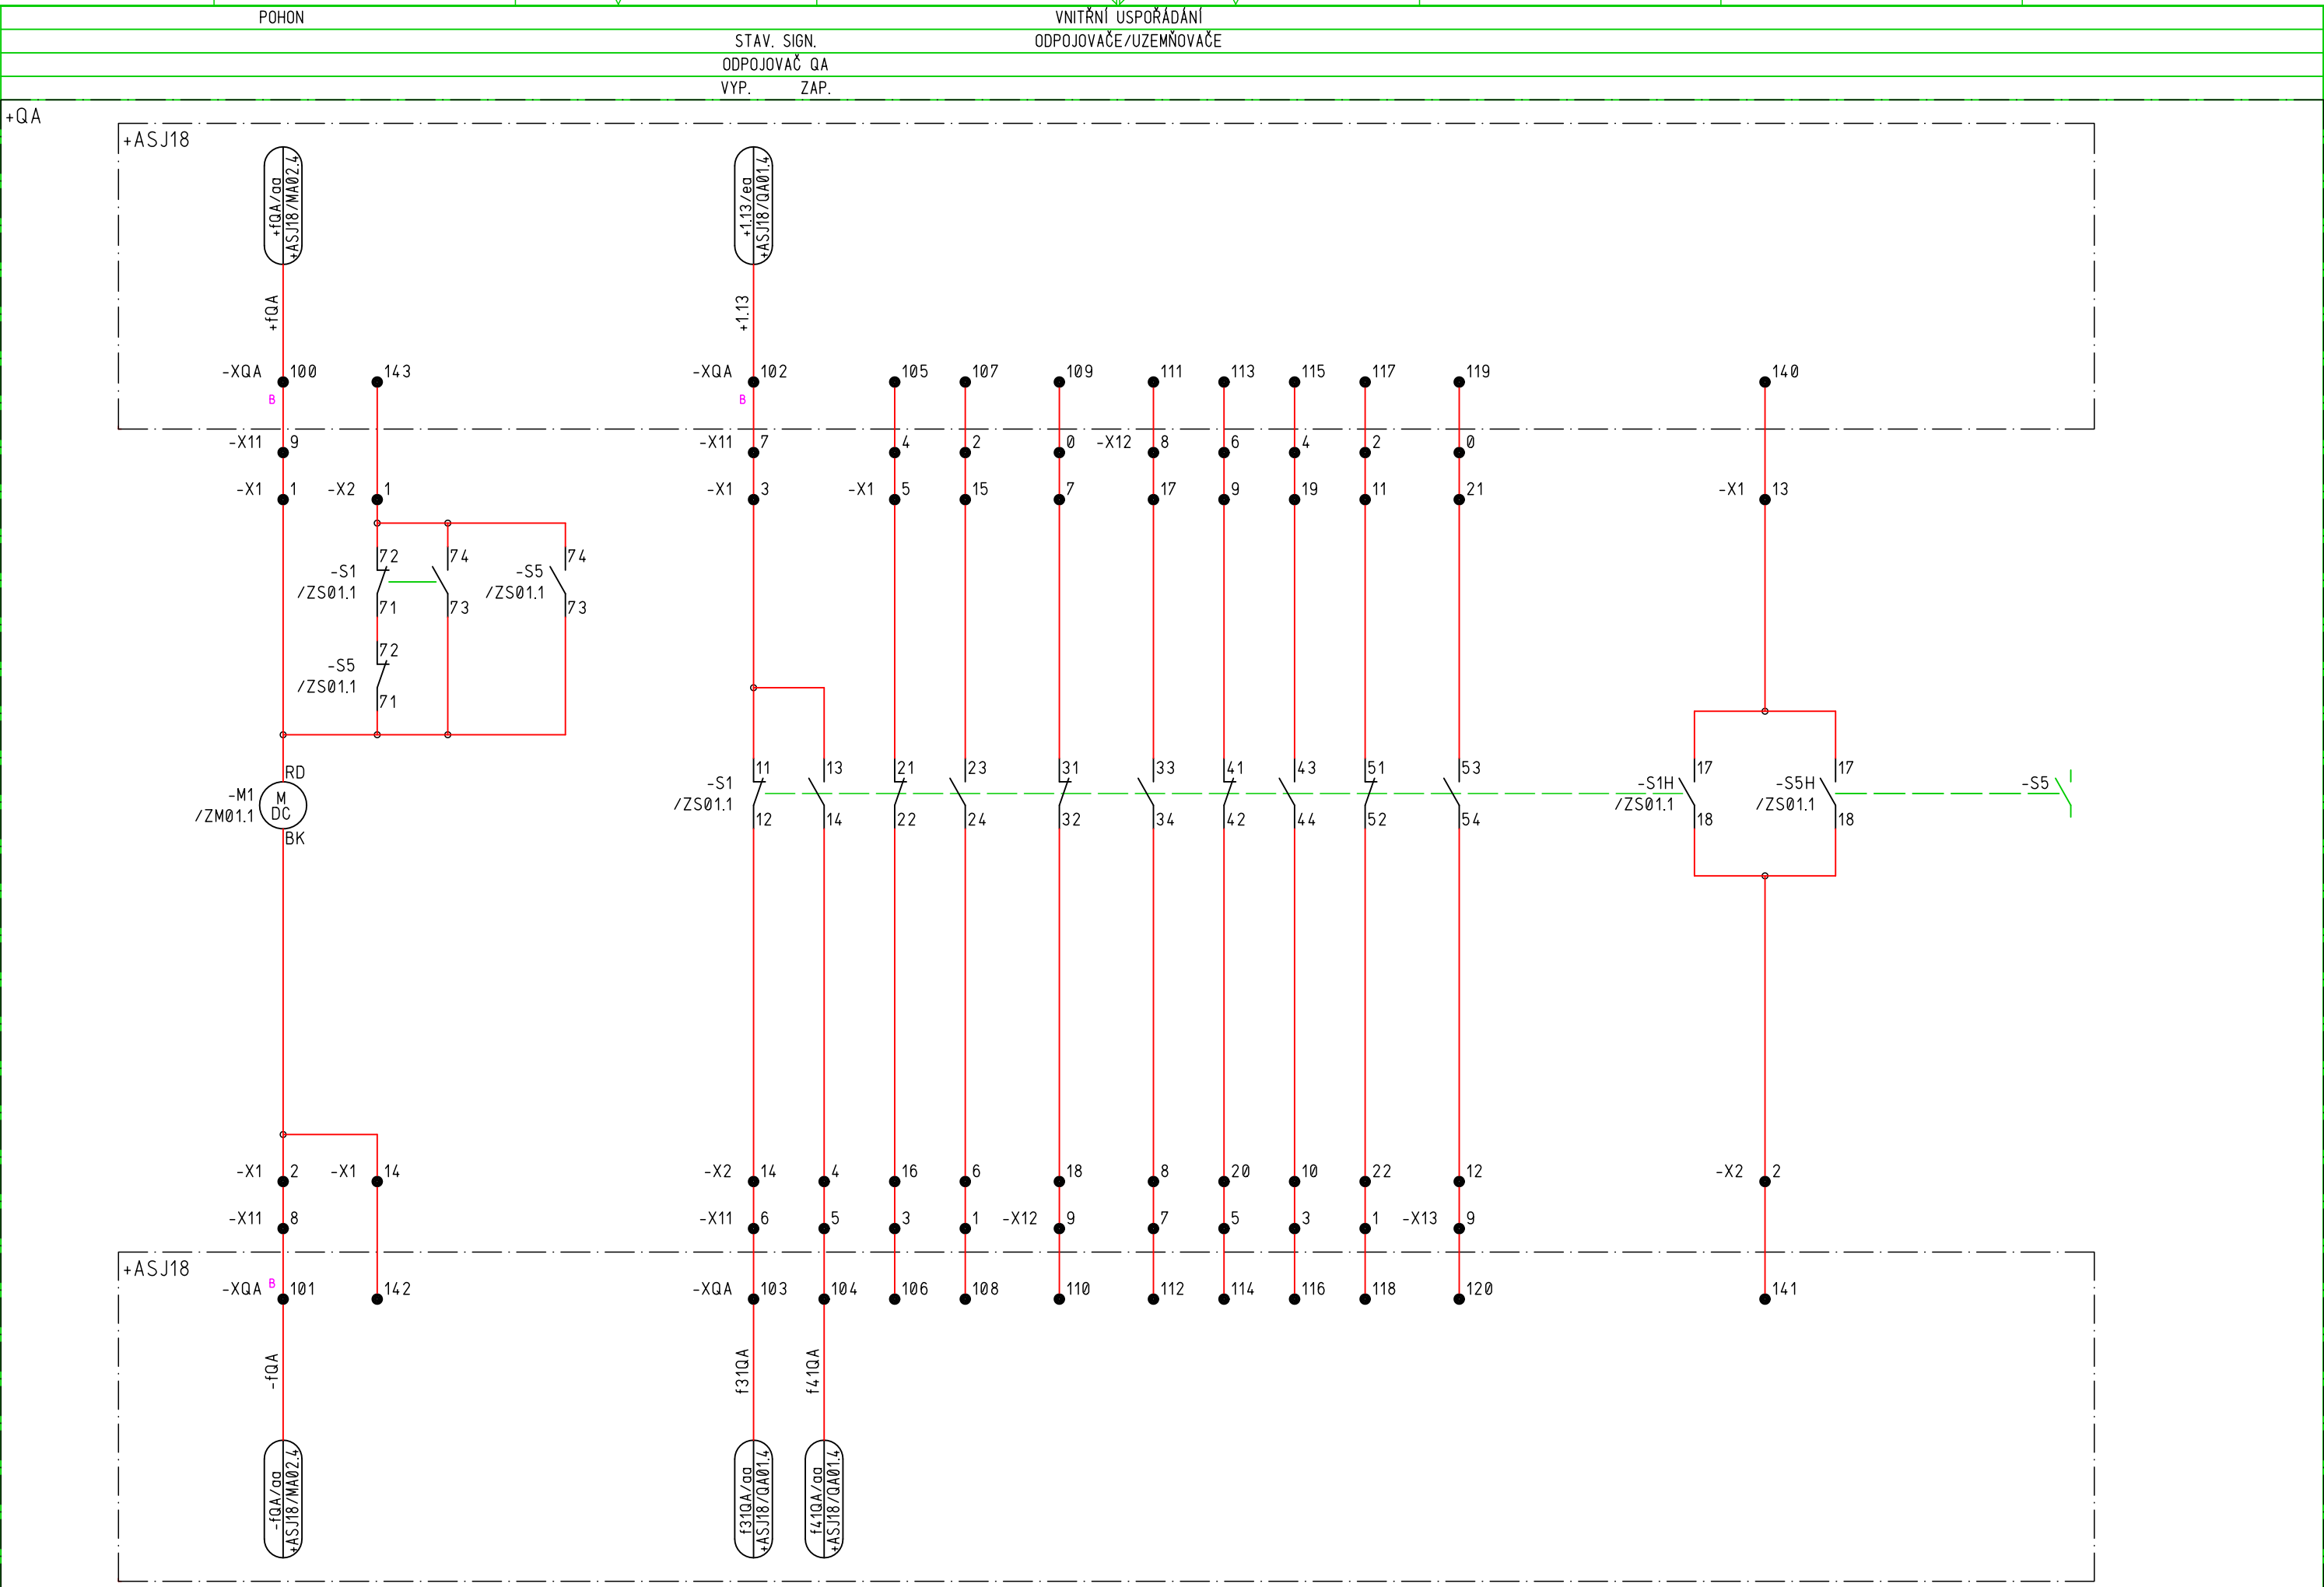 POHON VNITŘNÍ USPOŘÁDÁNÍ
STAV. SIGN. ODPOJOVAČE/UZEMŇOVAČE
ODPOJOVAČ QA
VYP. ZAP.
+QA
+ASJ18
+fQA/aa
+ASJ18/MA02.4
+1.13/ea
+ASJ18/QA01.4
+fQA
+1.13
-XQA 100 143 -XQA 102 105 107 109 111 113 115 117 119 140
B B
-X11 9 -X11 7 4 2 0 -X12 8 6 4 2 0
-X1 1 -X2 1 -X1 3 -X1 5 15 7 17 9 19 11 21 -X1 13
72 74 74
-S1 -S5
/ZS01.1 /ZS01.1
71 73 73
72
-S5
/ZS01.1
71
RD 11 13 21 23 31 33 41 43 51 53 17 17
-M1 M -S1 -S1H -S5H -S5
/ZM01.1 DC /ZS01.1 /ZS01.1 /ZS01.1
BK 12 14 22 24 32 34 42 44 52 54 18 18
-X1 2 -X1 14 -X2 14 4 16 6 18 8 20 10 22 12 -X2 2
-X11 8 -X11 6 5 3 1 -X12 9 7 5 3 1 -X13 9
+ASJ18
B
-XQA 101 142 -XQA 103 104 106 108 110 112 114 116 118 120 141
-fQA
f31QA
f41QA
-fQA/aa
+ASJ18/MA02.4
f31QA/aa
+ASJ18/QA01.4
f41QA/aa
+ASJ18/QA01.4